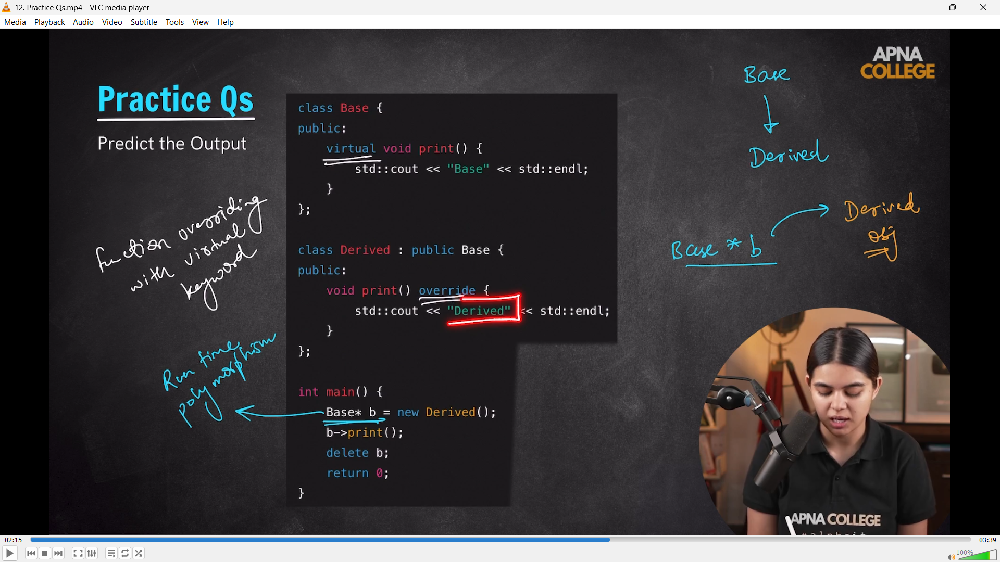 12. Practice Qs.mp4 - VLC media player
Media Playback Audio Video Subtitle Tools View Help
APNA
COLLEGE
Practice Qs
Predict the Output
class Base {
public:
virtual void print() {
std::cout << "Base" << std::endl;
}
};
class Derived : public Base {
public:
void print() override {
std::cout << "Derived" << std::endl;
}
};
int main() {
Base* b = new Derived();
b->print();
delete b;
return 0;
}
function overriding
with virtual
keyword
Run time
polymorphism
Base
Derived
Base * b
Derived
obj
APNA COLLEGE
02:15
03:39
100%